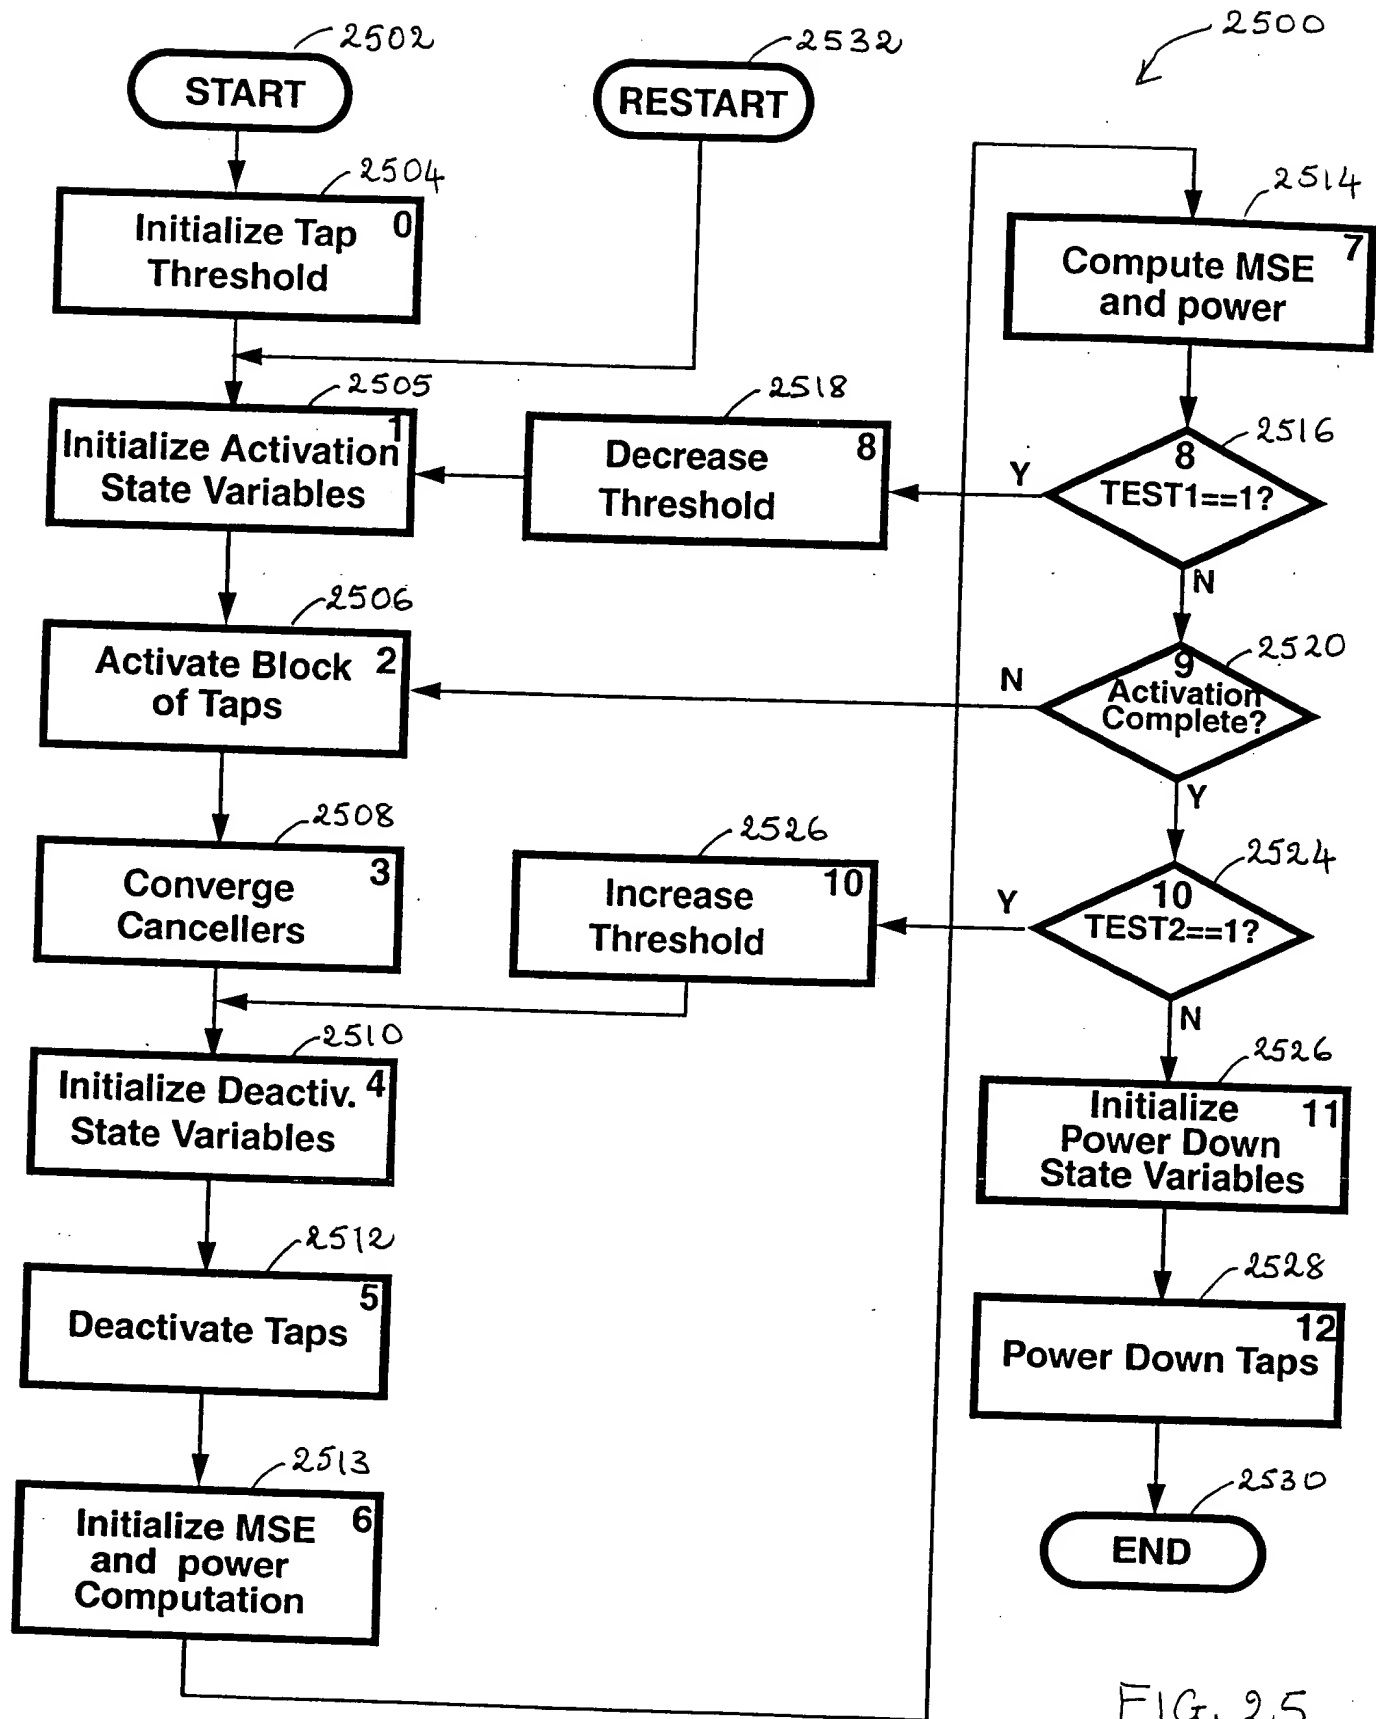 2500
2502
START
2532
RESTART
2504
0
Initialize Tap
Threshold
2505
1
Initialize Activation
State Variables
2518
8
Decrease
Threshold
2506
Activate Block 2
of Taps
2508
3
Converge
Cancellers
2526
10
Increase
Threshold
2510
Initialize Deactiv. 4
State Variables
2512
5
Deactivate Taps
2513
Initialize MSE 6
and power
Computation
2514
7
Compute MSE
and power
2516
8
TEST1==1?
Y
N
2520
9
Activation
Complete?
N
Y
2524
10
TEST2==1?
Y
N
2526
Initialize 11
Power Down
State Variables
2528
12
Power Down Taps
2530
END
FIG. 25